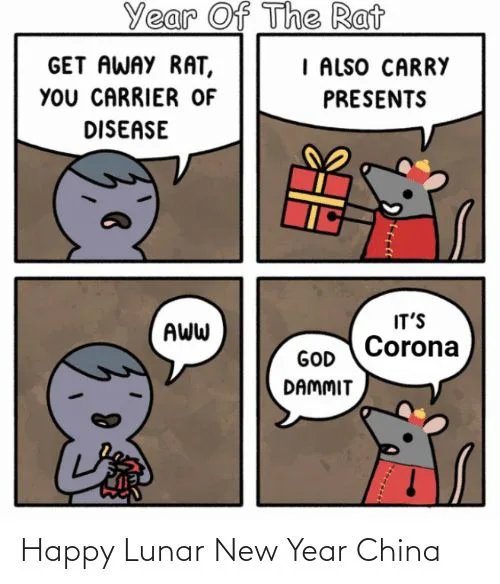 Year Of The Rat
GET AWAY RAT,
YOU CARRIER OF
DISEASE
I ALSO CARRY
PRESENTS
AWW
IT'S
Corona
GOD
DAMMIT
Happy Lunar New Year China